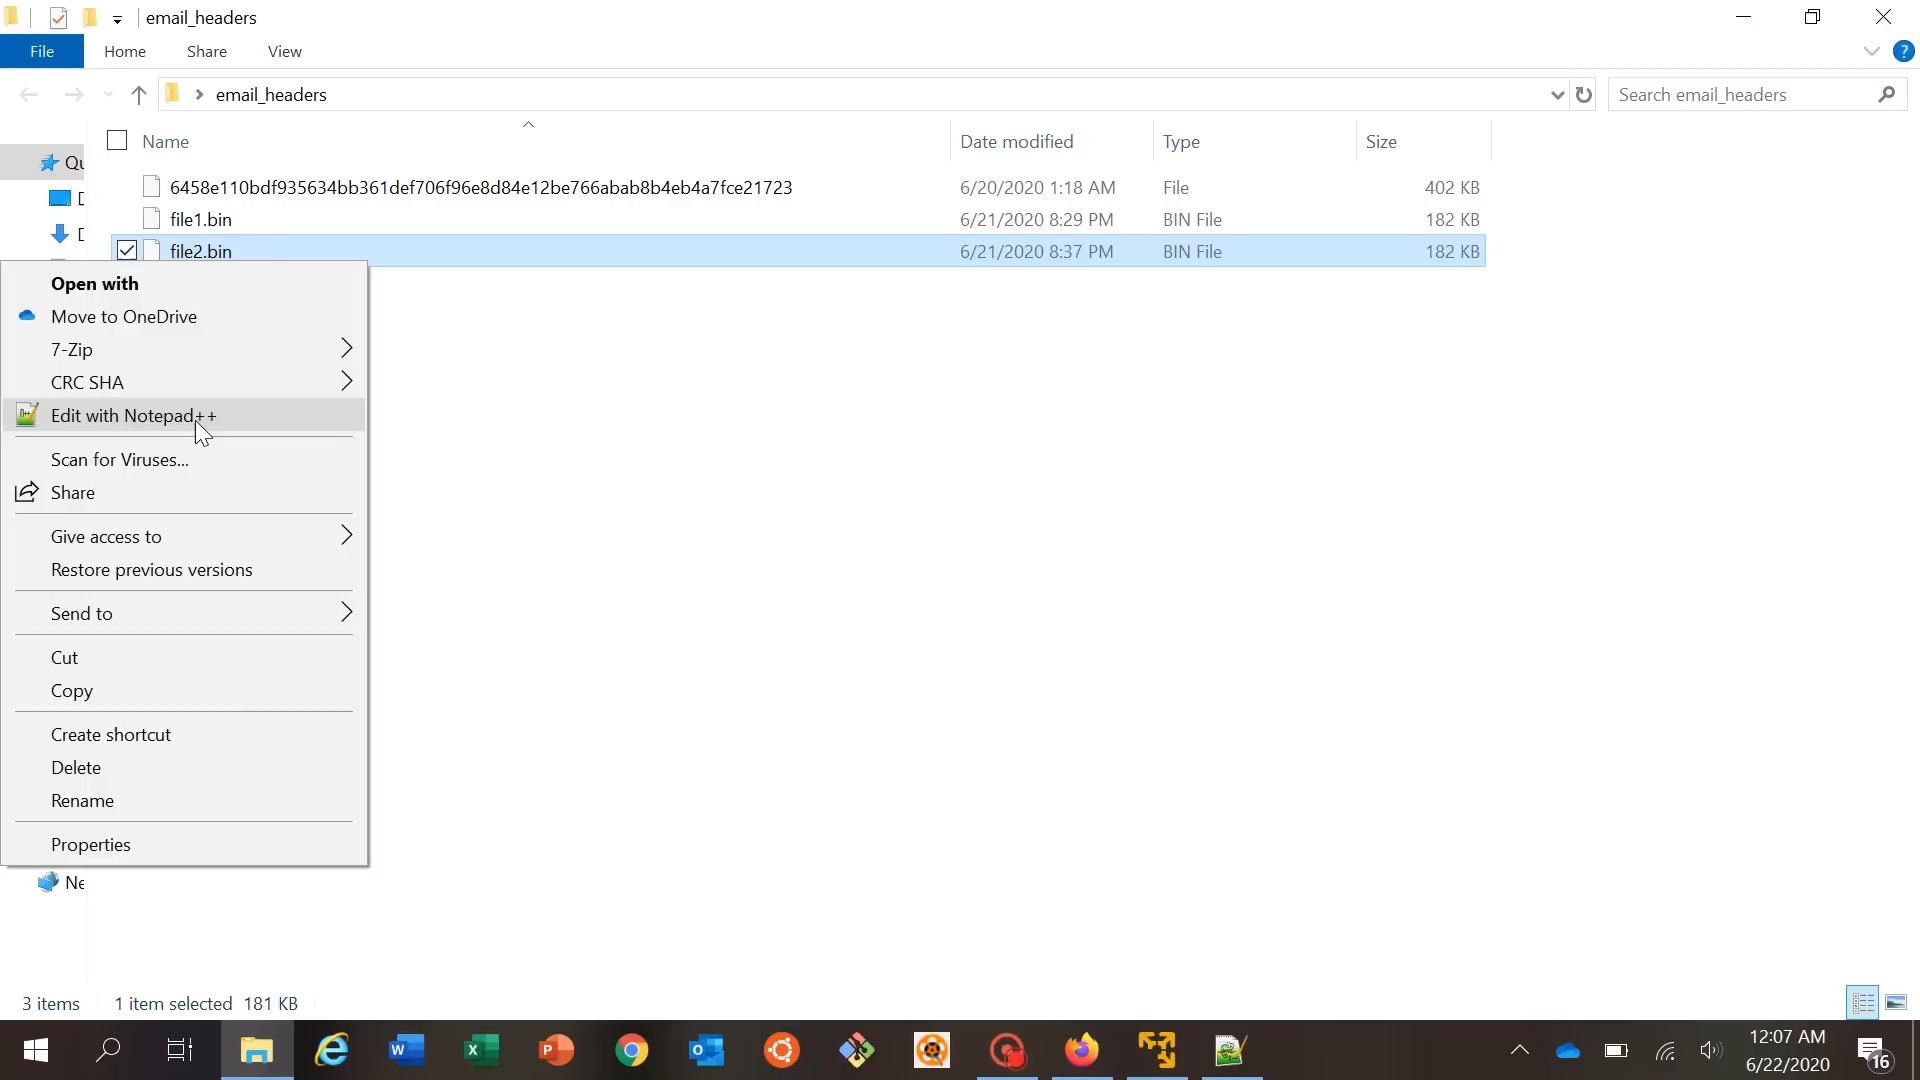 email_headers
File Home Share View
email_headers
Search email_headers
Name Date modified Type Size
6458e110bdf935634bb361def706f96e8d84e12be766abab8b4eb4a7fce21723 6/20/2020 1:18 AM File 402 KB
file1.bin 6/21/2020 8:29 PM BIN File 182 KB
file2.bin 6/21/2020 8:37 PM BIN File 182 KB
Open with
Move to OneDrive
7-Zip
CRC SHA
Edit with Notepad++
Scan for Viruses...
Share
Give access to
Restore previous versions
Send to
Cut
Copy
Create shortcut
Delete
Rename
Properties
3 items 1 item selected 181 KB
12:07 AM
6/22/2020
16